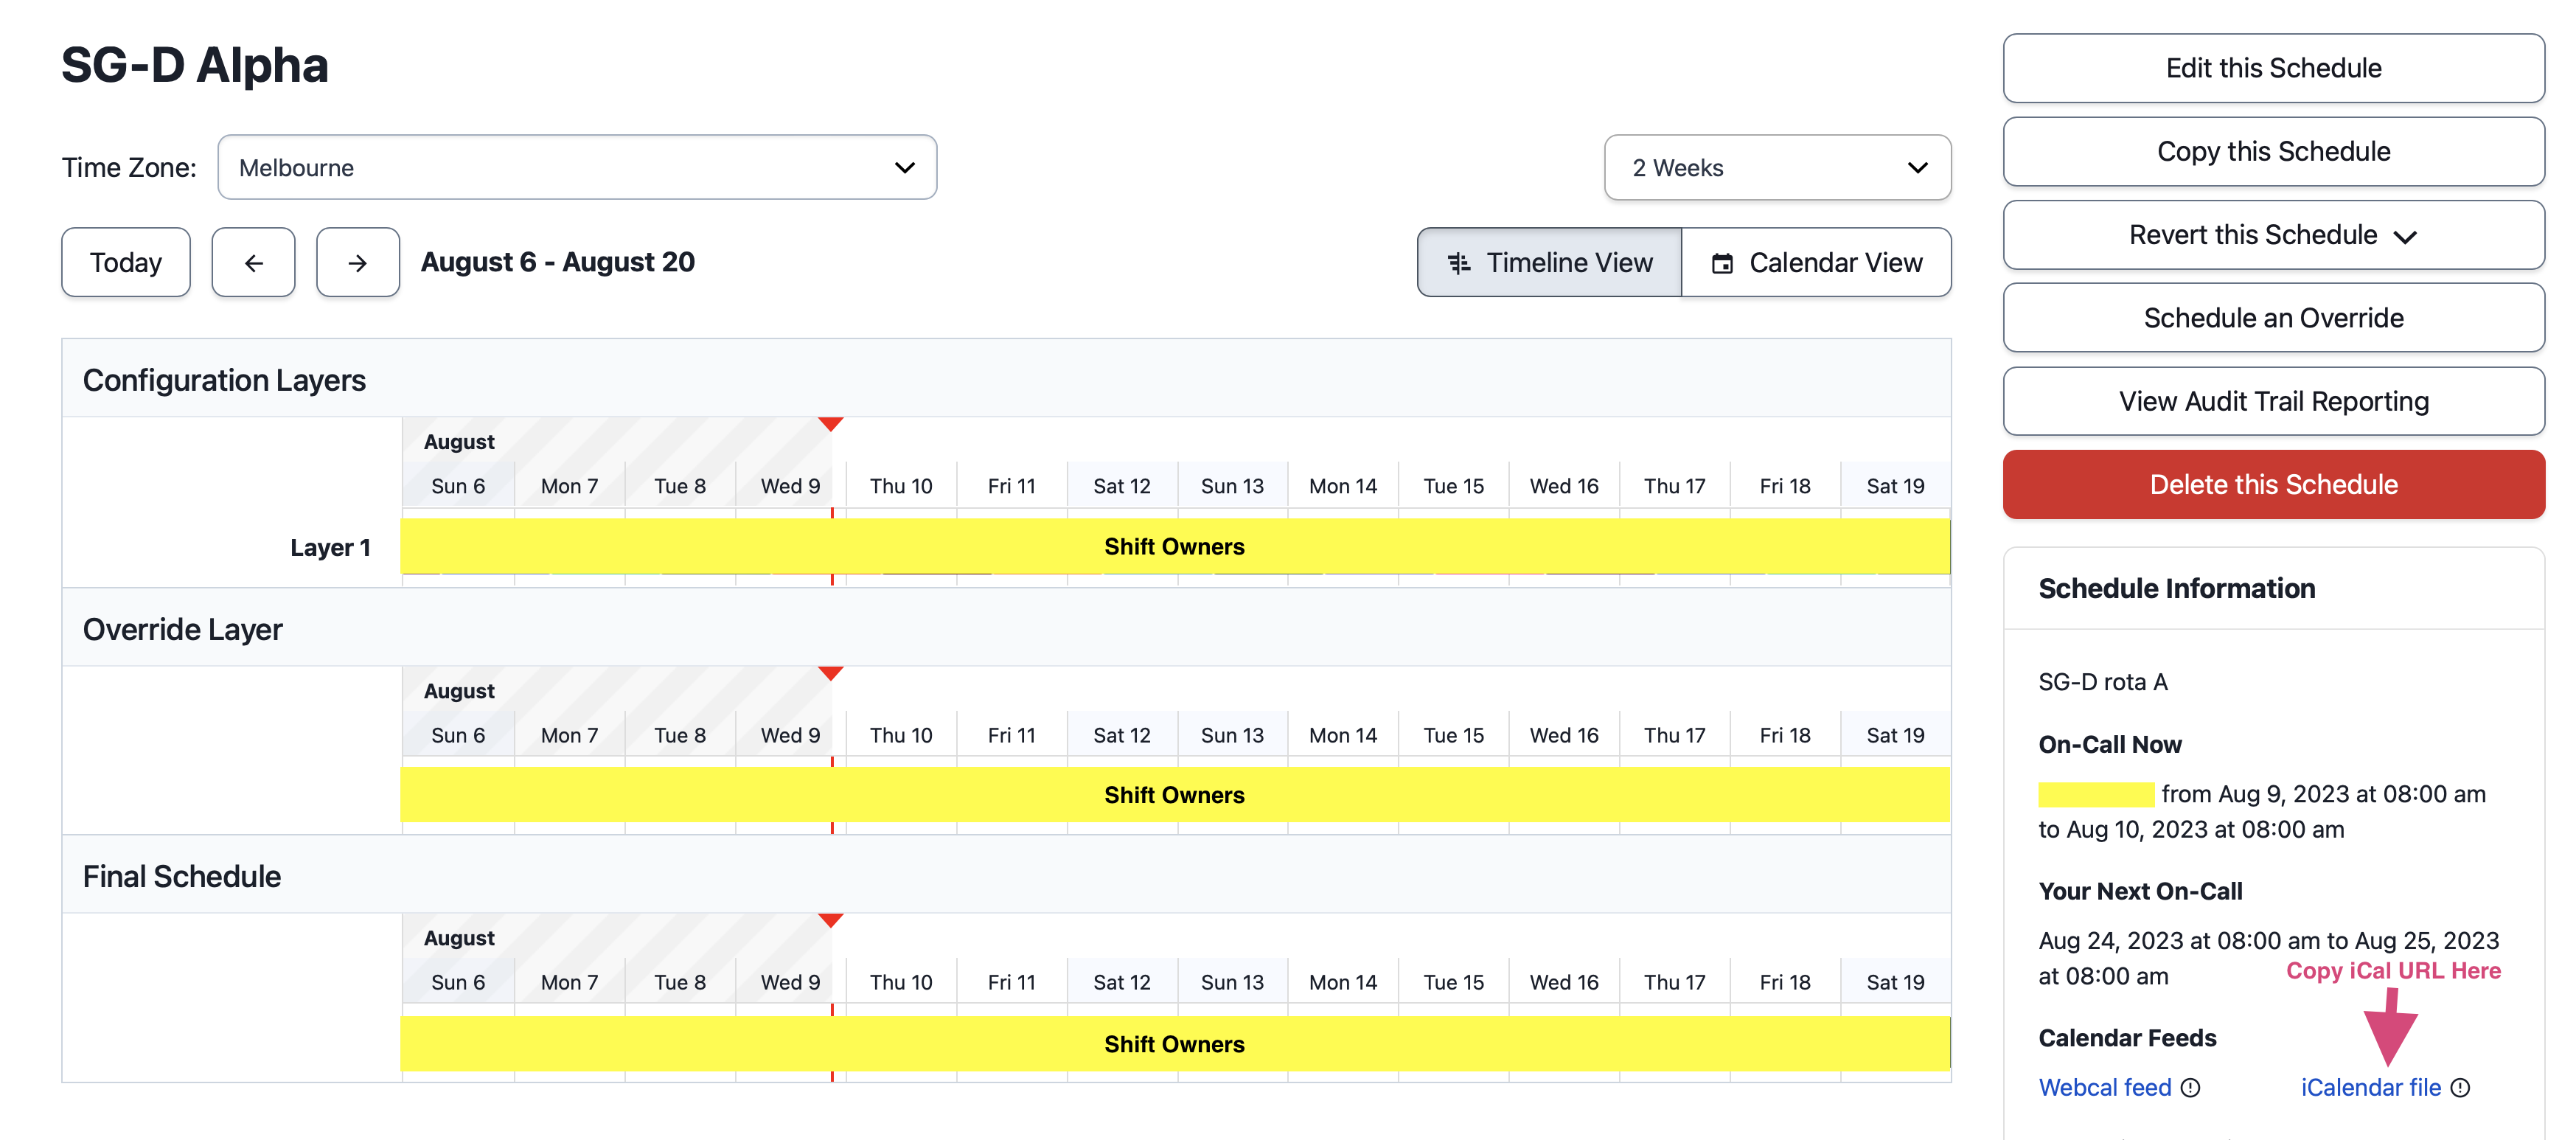 SG-D Alpha
Time Zone:
Melbourne
2 Weeks
Today
August 6 - August 20
Timeline View
Calendar View
Configuration Layers
August
Sun 6
Mon 7
Tue 8
Wed 9
Thu 10
Fri 11
Sat 12
Sun 13
Mon 14
Tue 15
Wed 16
Thu 17
Fri 18
Sat 19
Layer 1
Shift Owners
Override Layer
August
Sun 6
Mon 7
Tue 8
Wed 9
Thu 10
Fri 11
Sat 12
Sun 13
Mon 14
Tue 15
Wed 16
Thu 17
Fri 18
Sat 19
Shift Owners
Final Schedule
August
Sun 6
Mon 7
Tue 8
Wed 9
Thu 10
Fri 11
Sat 12
Sun 13
Mon 14
Tue 15
Wed 16
Thu 17
Fri 18
Sat 19
Shift Owners
Edit this Schedule
Copy this Schedule
Revert this Schedule
Schedule an Override
View Audit Trail Reporting
Delete this Schedule
Schedule Information
SG-D rota A
On-Call Now
from Aug 9, 2023 at 08:00 am
to Aug 10, 2023 at 08:00 am
Your Next On-Call
Aug 24, 2023 at 08:00 am to Aug 25, 2023
at 08:00 am
Copy iCal URL Here
Calendar Feeds
Webcal feed
iCalendar file